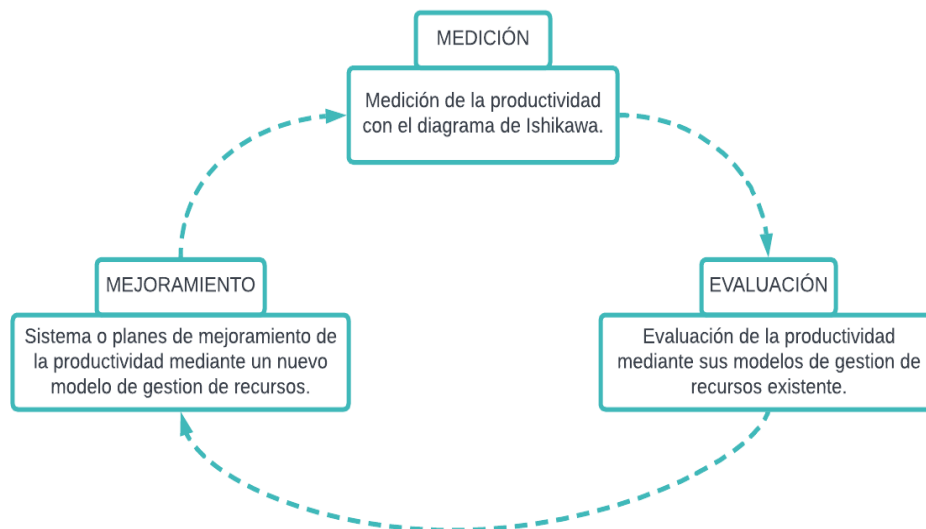 MEDICIÓN
Medición de la productividad
con el diagrama de Ishikawa.
MEJORAMIENTO
Sistema o planes de mejoramiento de
la productividad mediante un nuevo
modelo de gestion de recursos.
EVALUACIÓN
Evaluación de la productividad
mediante sus modelos de gestion de
recursos existente.